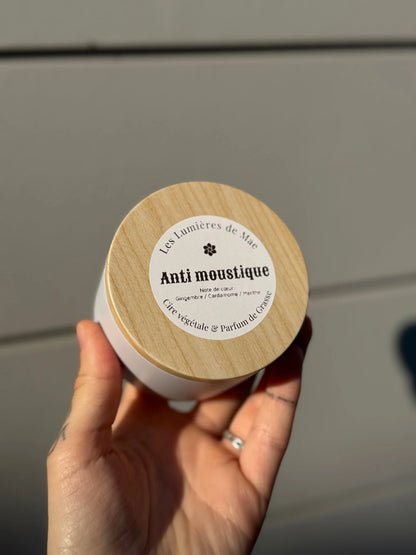 Les Lumières de Mae
Anti moustique
Note de cœur :
Gingembre / Cardamome / Menthe
Cire végétale & Parfum de Grasse